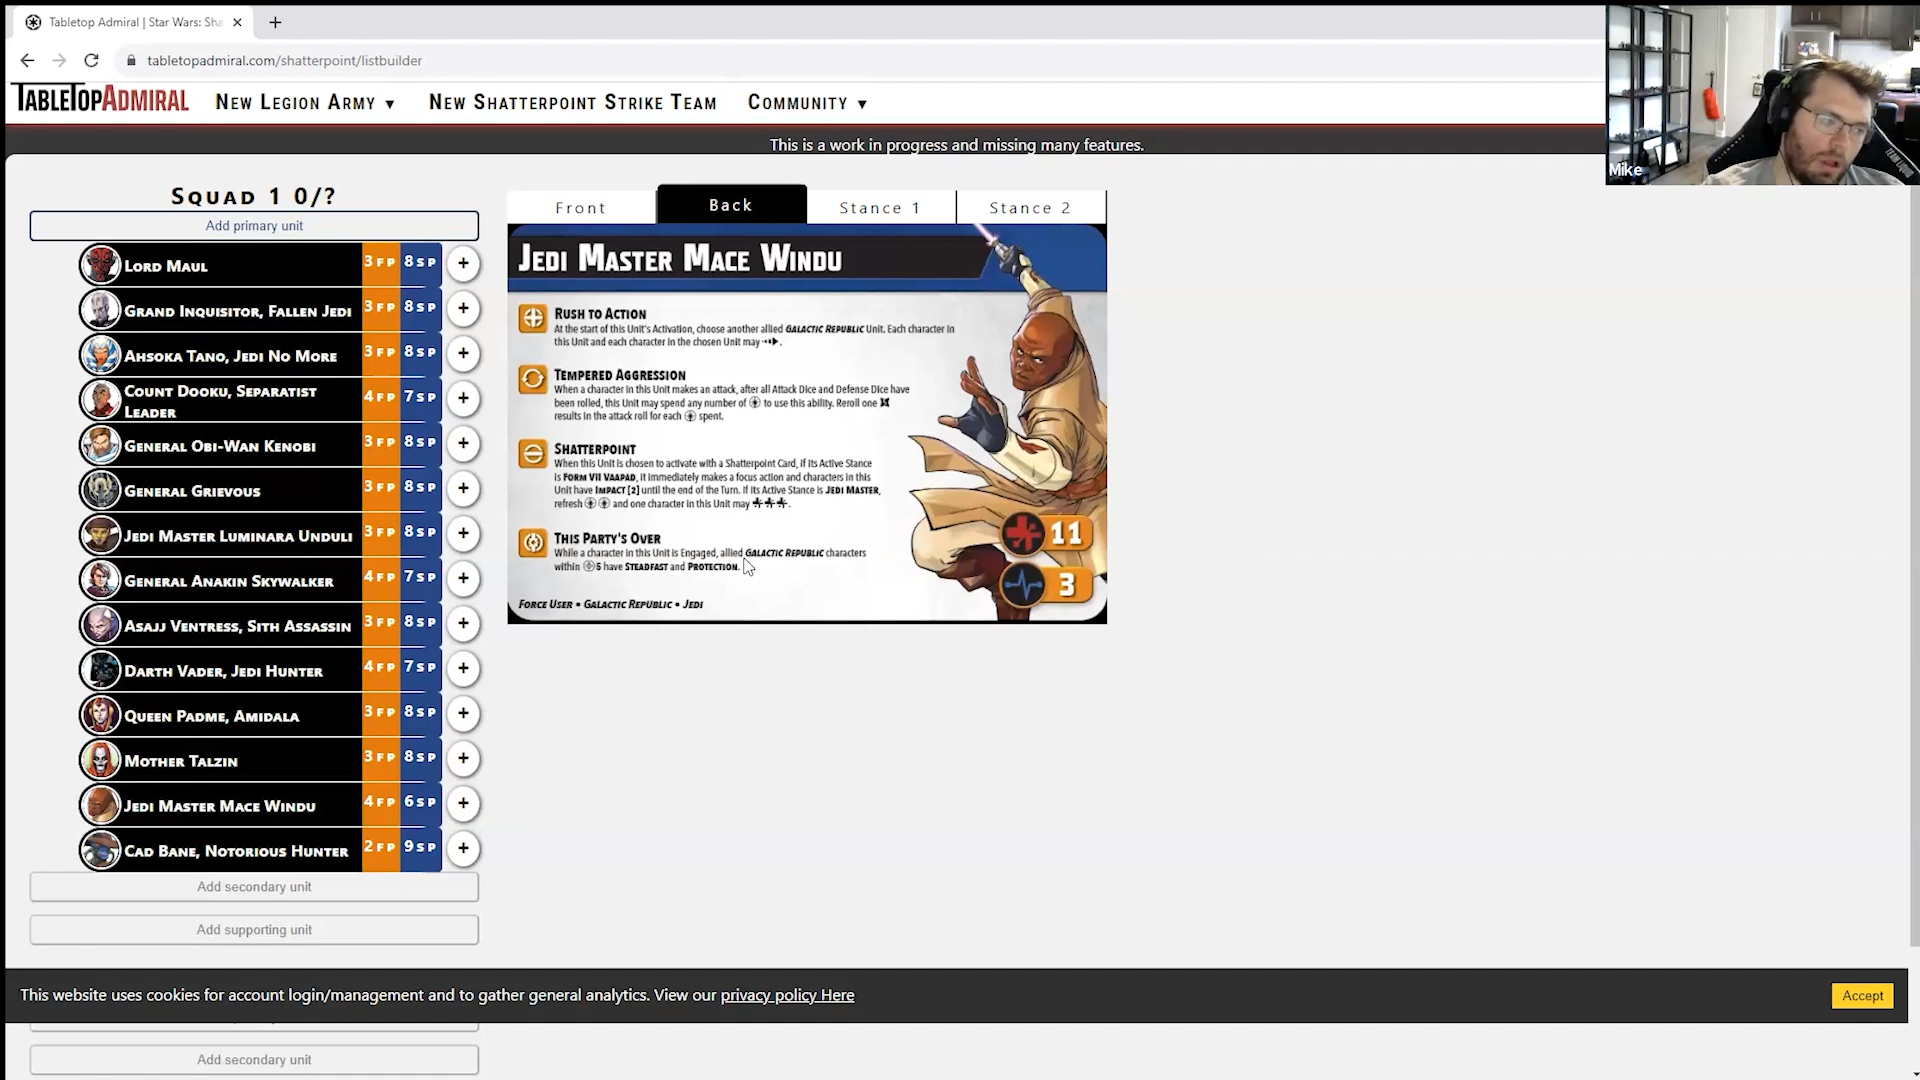 Tabletop Admiral | Star Wars: Sha
tabletopadmiral.com/shatterpoint/listbuilder
TABLETOPADMIRAL
NEW LEGION ARMY ▼
NEW SHATTERPOINT STRIKE TEAM
COMMUNITY ▼
This is a work in progress and missing many features.
Mike
SQUAD 1 0/?
Add primary unit
LORD MAUL 3 FP 8 SP +
GRAND INQUISITOR, FALLEN JEDI 3 FP 8 SP +
AHSOKA TANO, JEDI NO MORE 3 FP 8 SP +
COUNT DOOKU, SEPARATIST
LEADER 4 FP 7 SP +
GENERAL OBI-WAN KENOBI 3 FP 8 SP +
GENERAL GRIEVOUS 3 FP 8 SP +
JEDI MASTER LUMINARA UNDULI 3 FP 8 SP +
GENERAL ANAKIN SKYWALKER 4 FP 7 SP +
ASAJJ VENTRESS, SITH ASSASSIN 3 FP 8 SP +
DARTH VADER, JEDI HUNTER 4 FP 7 SP +
QUEEN PADME, AMIDALA 3 FP 8 SP +
MOTHER TALZIN 3 FP 8 SP +
JEDI MASTER MACE WINDU 4 FP 6 SP +
CAD BANE, NOTORIOUS HUNTER 2 FP 9 SP +
Add secondary unit
Add supporting unit
Front
Back
Stance 1
Stance 2
JEDI MASTER MACE WINDU
RUSH TO ACTION
At the start of this Unit's Activation, choose another allied GALACTIC REPUBLIC Unit. Each character in
this Unit and each character in the chosen Unit may .
TEMPERED AGGRESSION
When a character in this Unit makes an attack, after all Attack Dice and Defense Dice have
been rolled, this Unit may spend any number of to use this ability. Reroll one
results in the attack roll for each spent.
SHATTERPOINT
When this Unit is chosen to activate with a Shatterpoint Card, if its Active Stance
is FORM VII VAAPAD, it immediately makes a focus action and characters in this
Unit have IMPACT [2] until the end of the Turn. If its Active Stance is JEDI MASTER,
refresh and one character in this Unit may .
THIS PARTY'S OVER
While a character in this Unit is Engaged, allied GALACTIC REPUBLIC characters
within 5 have STEADFAST and PROTECTION.
11
3
FORCE USER • GALACTIC REPUBLIC • JEDI
This website uses cookies for account login/management and to gather general analytics. View our privacy policy Here
Accept
Add secondary unit